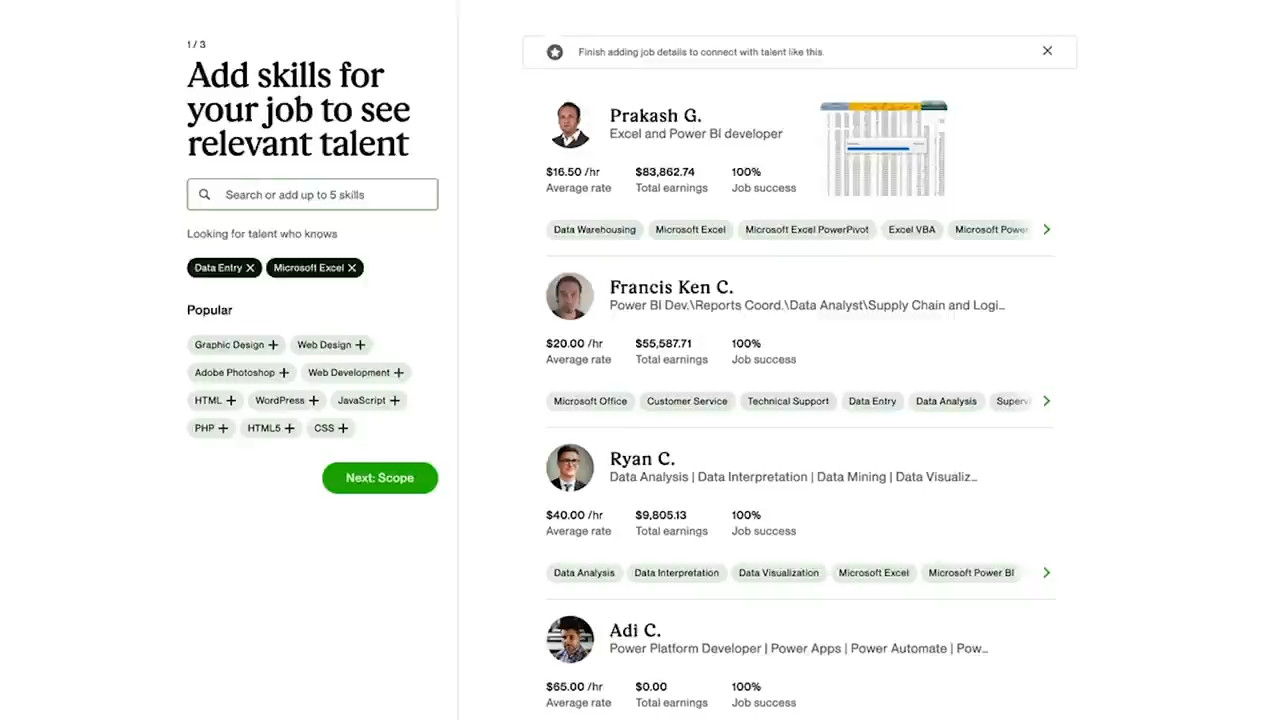 1 / 3
Add skills for
your job to see
relevant talent
Search or add up to 5 skills
Looking for talent who knows
Data Entry Microsoft Excel
Popular
Graphic Design Web Design
Adobe Photoshop Web Development
HTML WordPress JavaScript
PHP HTML5 CSS
Next: Scope
Finish adding job details to connect with talent like this.
Prakash G.
Excel and Power BI developer
$16.50 /hr $83,862.74 100%
Average rate Total earnings Job success
Data Warehousing Microsoft Excel Microsoft Excel PowerPivot Excel VBA Microsoft Power
Francis Ken C.
Power BI Dev.\Reports Coord.\Data Analyst\Supply Chain and Logi...
$20.00 /hr $55,587.71 100%
Average rate Total earnings Job success
Microsoft Office Customer Service Technical Support Data Entry Data Analysis Superv
Ryan C.
Data Analysis | Data Interpretation | Data Mining | Data Visualiz...
$40.00 /hr $9,805.13 100%
Average rate Total earnings Job success
Data Analysis Data Interpretation Data Visualization Microsoft Excel Microsoft Power BI
Adi C.
Power Platform Developer | Power Apps | Power Automate | Pow...
$65.00 /hr $0.00 100%
Average rate Total earnings Job success